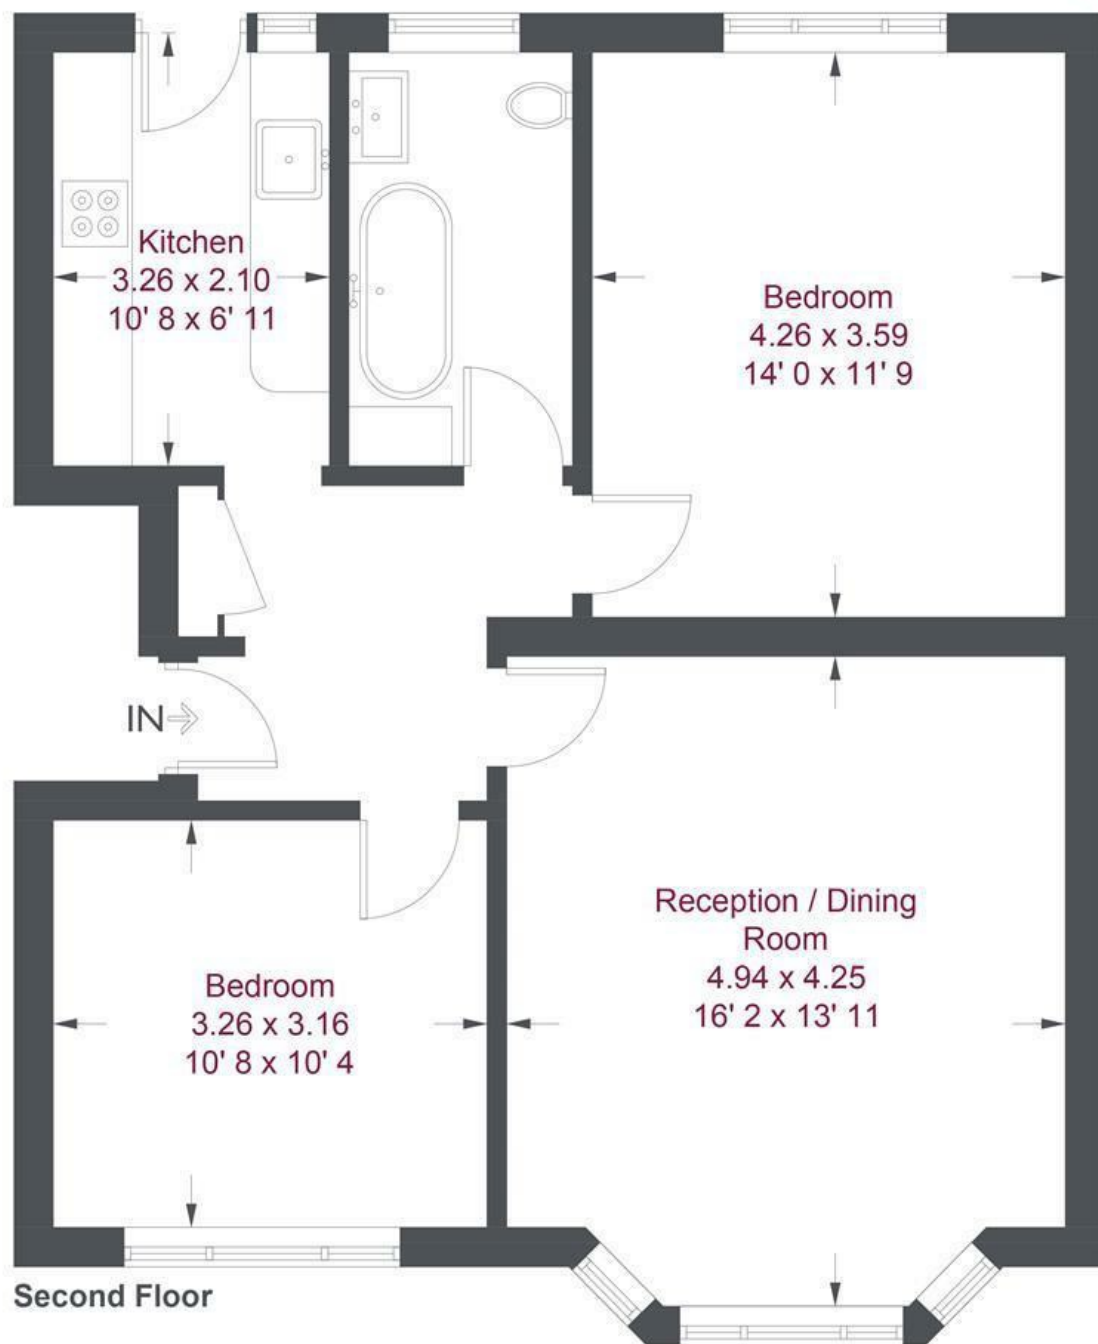 Kitchen
3.26 x 2.10
10' 8 x 6' 11
Bedroom
4.26 x 3.59
14' 0 x 11' 9
IN
Reception / Dining
Room
4.94 x 4.25
16' 2 x 13' 11
Bedroom
3.26 x 3.16
10' 8 x 10' 4
Second Floor